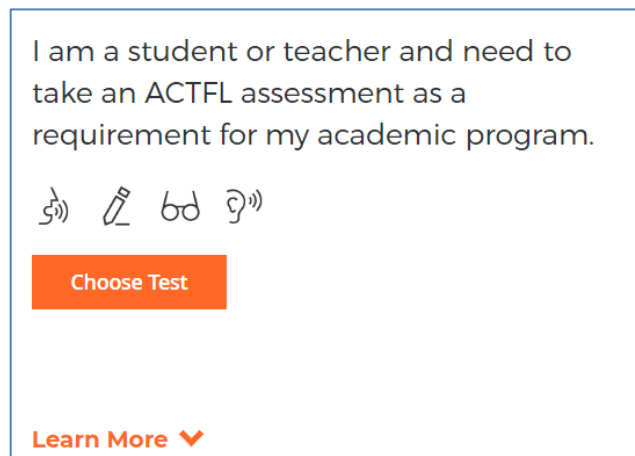 I am a student or teacher and need to
take an ACTFL assessment as a
requirement for my academic program.
Choose Test
Learn More